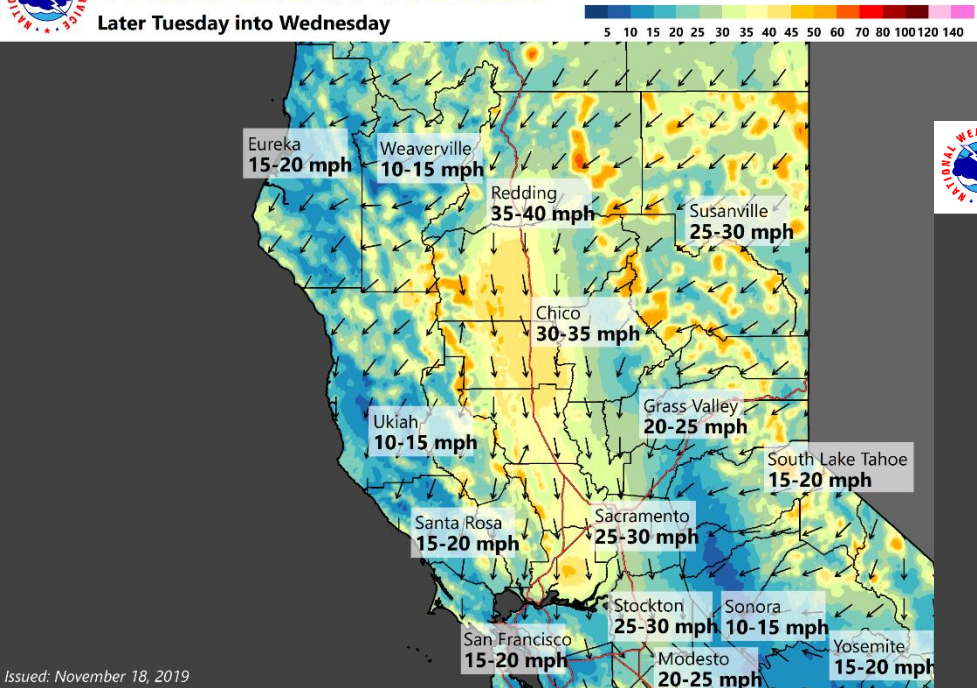 Later Tuesday into Wednesday
5 10 15 20 25 30 35 40 45 50 60 70 80 100 120 140
Eureka
15-20 mph
Weaverville
10-15 mph
Redding
35-40 mph
Susanville
25-30 mph
Chico
30-35 mph
Grass Valley
20-25 mph
Ukiah
10-15 mph
South Lake Tahoe
15-20 mph
Santa Rosa
15-20 mph
Sacramento
25-30 mph
Stockton
25-30 mph
Sonora
10-15 mph
San Francisco
15-20 mph
Yosemite
15-20 mph
Modesto
20-25 mph
Issued: November 18, 2019